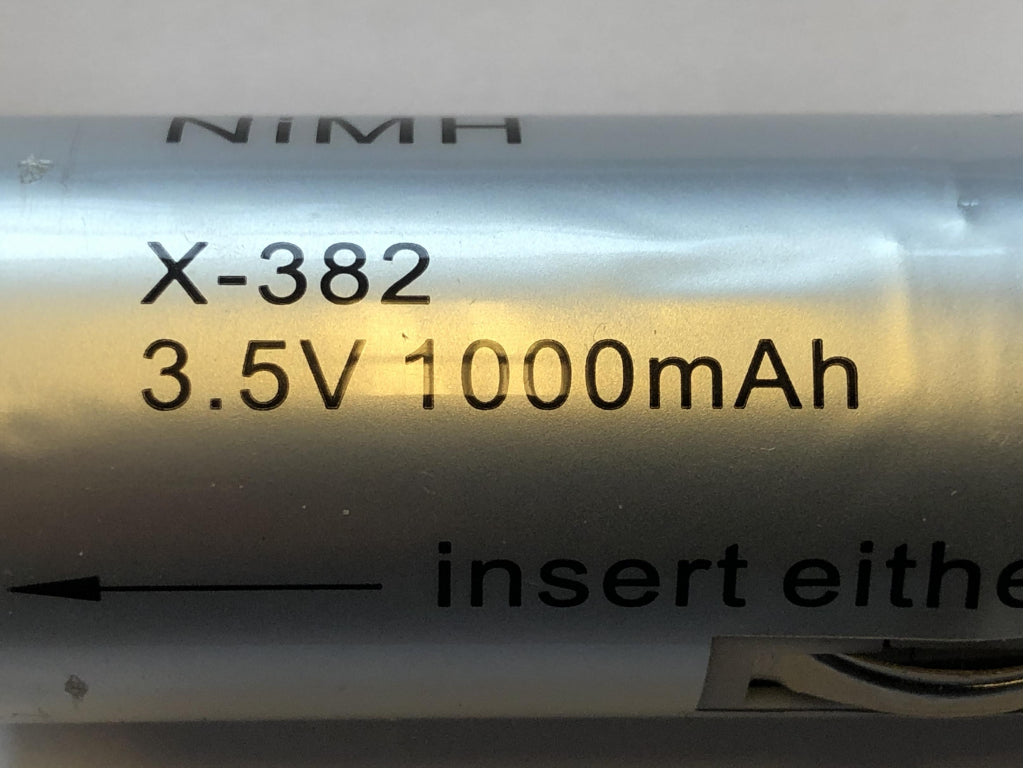 NiMH
X-382
3.5V 1000mAh
insert eithe